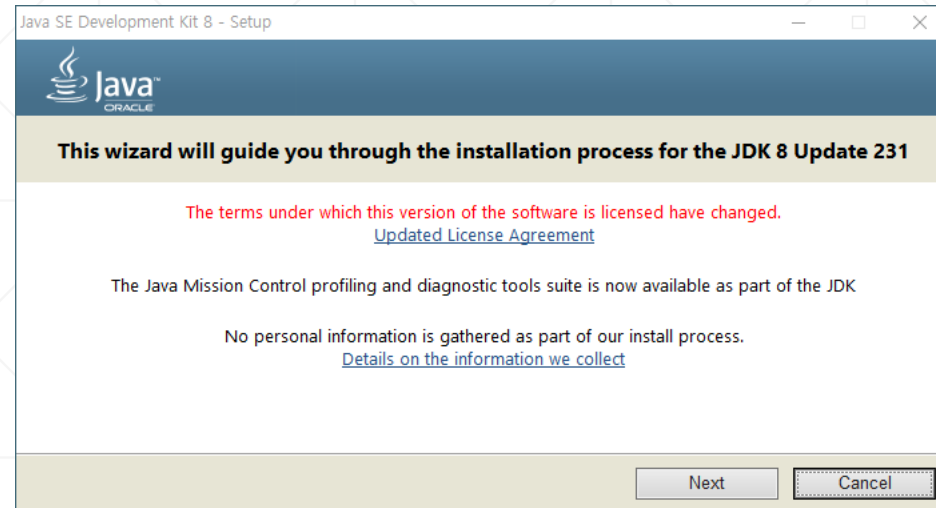 Java SE Development Kit 8 - Setup
Java™
ORACLE
This wizard will guide you through the installation process for the JDK 8 Update 231
The terms under which this version of the software is licensed have changed.
Updated License Agreement
The Java Mission Control profiling and diagnostic tools suite is now available as part of the JDK
No personal information is gathered as part of our install process.
Details on the information we collect
Next
Cancel